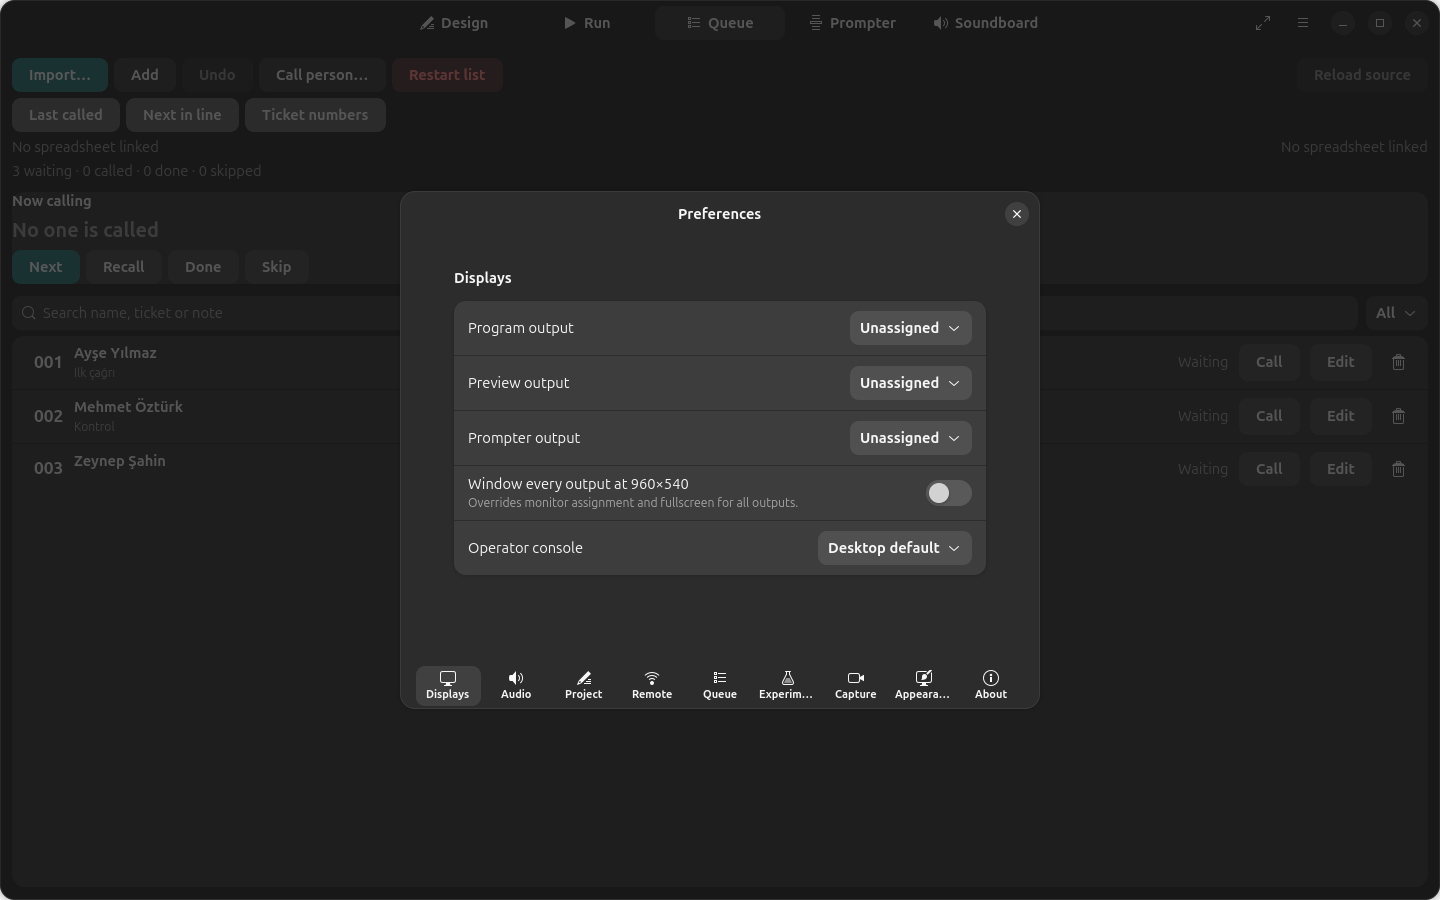 Design
Run
Queue
Prompter
Soundboard
Import…
Add
Undo
Call person…
Restart list
Reload source
Last called
Next in line
Ticket numbers
No spreadsheet linked
No spreadsheet linked
3 waiting · 0 called · 0 done · 0 skipped
Now calling
No one is called
Next
Recall
Done
Skip
Search name, ticket or note
All
001
Ayşe Yılmaz
İlk çağrı
Waiting
Call
Edit
002
Mehmet Öztürk
Kontrol
Waiting
Call
Edit
003
Zeynep Şahin
Waiting
Call
Edit
Preferences
Displays
Program output
Unassigned
Preview output
Unassigned
Prompter output
Unassigned
Window every output at 960×540
Overrides monitor assignment and fullscreen for all outputs.
Operator console
Desktop default
Displays
Audio
Project
Remote
Queue
Experim…
Capture
Appeara…
About